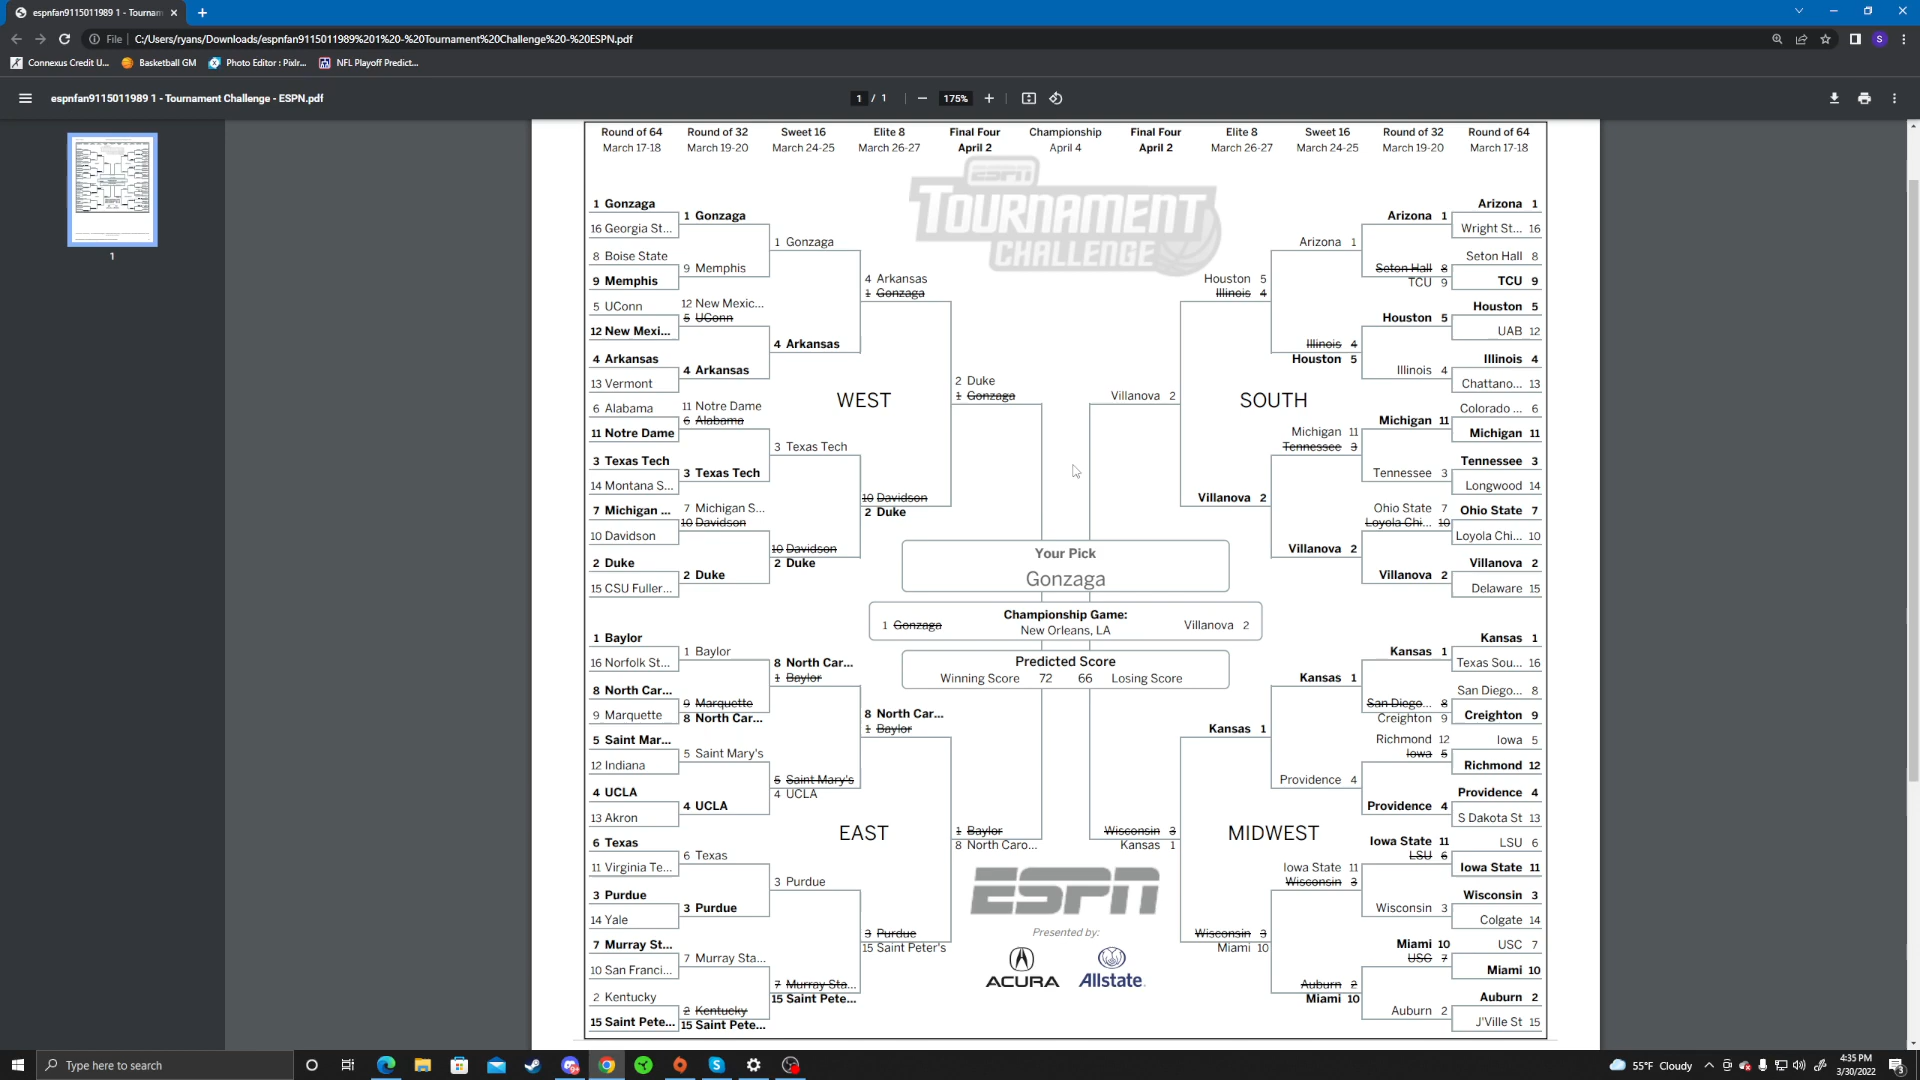 espnfan9115011989 1 - Tournam
File
C:/Users/ryans/Downloads/espnfan9115011989%201%20-%20Tournament%20Challenge%20-%20ESPN.pdf
S
Connexus Credit U...
Basketball GM
Photo Editor : Pixlr...
NFL Playoff Predict...
espnfan9115011989 1 - Tournament Challenge - ESPN.pdf
1 / 1
175%
1
Round of 64
March 17-18
Round of 32
March 19-20
Sweet 16
March 24-25
Elite 8
March 26-27
Final Four
April 2
Championship
April 4
Final Four
April 2
Elite 8
March 26-27
Sweet 16
March 24-25
Round of 32
March 19-20
Round of 64
March 17-18
ESPN
TOURNAMENT
CHALLENGE
1 Gonzaga
16 Georgia St...
8 Boise State
9 Memphis
5 UConn
12 New Mexi...
4 Arkansas
13 Vermont
6 Alabama
11 Notre Dame
3 Texas Tech
14 Montana S...
7 Michigan ...
10 Davidson
2 Duke
15 CSU Fuller...
1 Gonzaga
9 Memphis
12 New Mexic...
5 UConn
4 Arkansas
11 Notre Dame
6 Alabama
3 Texas Tech
7 Michigan S...
10 Davidson
2 Duke
1 Gonzaga
4 Arkansas
3 Texas Tech
10 Davidson
2 Duke
4 Arkansas
1 Gonzaga
10 Davidson
2 Duke
WEST
2 Duke
1 Gonzaga
1 Baylor
16 Norfolk St...
8 North Car...
9 Marquette
5 Saint Mar...
12 Indiana
4 UCLA
13 Akron
6 Texas
11 Virginia Te...
3 Purdue
14 Yale
7 Murray St...
10 San Franci...
2 Kentucky
15 Saint Pete...
1 Baylor
9 Marquette
8 North Car...
5 Saint Mary's
4 UCLA
6 Texas
3 Purdue
7 Murray Sta...
2 Kentucky
15 Saint Pete...
8 North Car...
1 Baylor
5 Saint Mary's
4 UCLA
3 Purdue
7 Murray Sta...
15 Saint Pete...
8 North Car...
1 Baylor
3 Purdue
15 Saint Peter's
EAST
1 Baylor
8 North Caro...
Your Pick
Gonzaga
Championship Game:
New Orleans, LA
1 Gonzaga
Villanova 2
Predicted Score
Winning Score 72 66 Losing Score
ESPN
Presented by:
ACURA
Allstate.
Villanova 2
SOUTH
Houston 5
Illinois 4
Villanova 2
Arizona 1
Illinois 4
Houston 5
Michigan 11
Tennessee 3
Villanova 2
Arizona 1
Seton Hall 8
TCU 9
Houston 5
Illinois 4
Michigan 11
Tennessee 3
Ohio State 7
Loyola Chi... 10
Villanova 2
Arizona 1
Wright St... 16
Seton Hall 8
TCU 9
Houston 5
UAB 12
Illinois 4
Chattano... 13
Colorado ... 6
Michigan 11
Tennessee 3
Longwood 14
Ohio State 7
Loyola Chi... 10
Villanova 2
Delaware 15
Wisconsin 3
Kansas 1
MIDWEST
Kansas 1
Wisconsin 3
Miami 10
Kansas 1
Providence 4
Iowa State 11
Wisconsin 3
Auburn 2
Miami 10
Kansas 1
San Diego... 8
Creighton 9
Richmond 12
Iowa 5
Providence 4
Iowa State 11
LSU 6
Wisconsin 3
Miami 10
USC 7
Auburn 2
Kansas 1
Texas Sou... 16
San Diego... 8
Creighton 9
Iowa 5
Richmond 12
Providence 4
S Dakota St 13
LSU 6
Iowa State 11
Wisconsin 3
Colgate 14
USC 7
Miami 10
Auburn 2
J'Ville St 15
Type here to search
55°F Cloudy
4:35 PM
3/30/2022
3